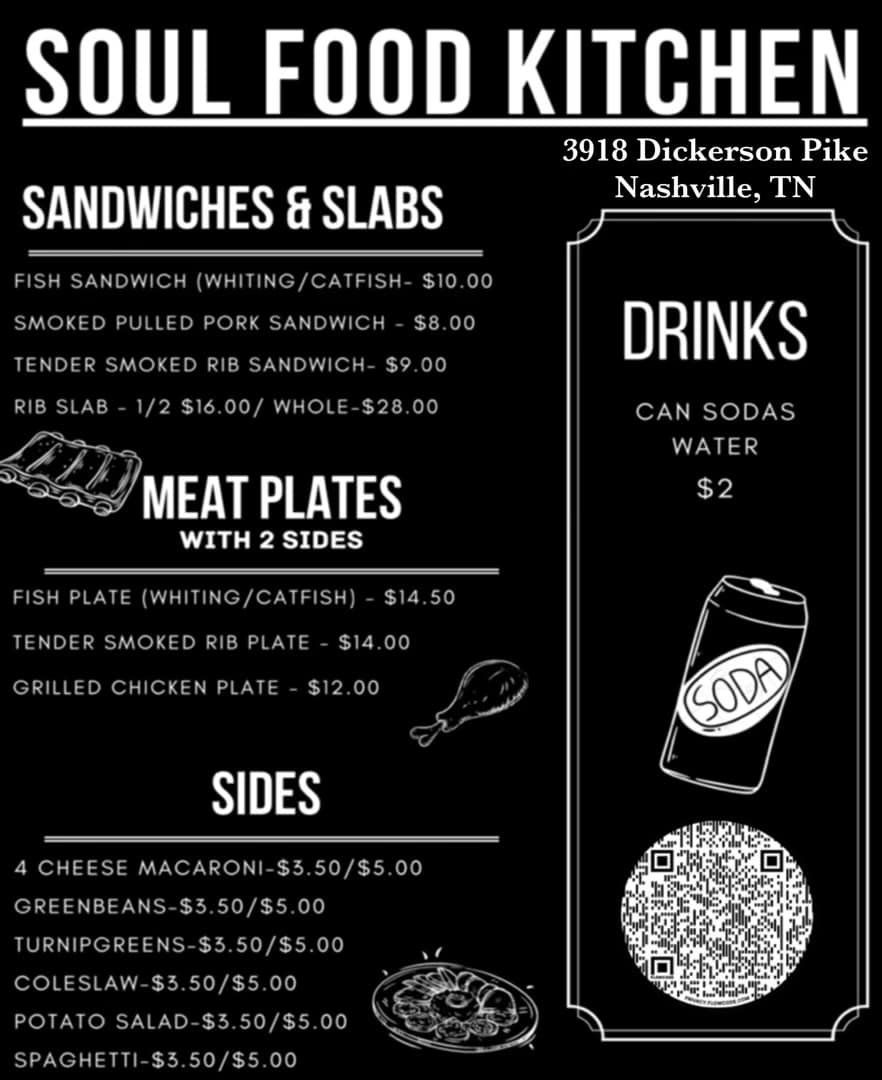 SOUL FOOD KITCHEN
3918 Dickerson Pike
Nashville, TN
SANDWICHES & SLABS
FISH SANDWICH (WHITING/CATFISH- $10.00
SMOKED PULLED PORK SANDWICH - $8.00
TENDER SMOKED RIB SANDWICH- $9.00
RIB SLAB - 1/2 $16.00/ WHOLE-$28.00
MEAT PLATES
WITH 2 SIDES
FISH PLATE (WHITING/CATFISH) - $14.50
TENDER SMOKED RIB PLATE - $14.00
GRILLED CHICKEN PLATE - $12.00
SIDES
4 CHEESE MACARONI-$3.50/$5.00
GREENBEANS-$3.50/$5.00
TURNIPGREENS-$3.50/$5.00
COLESLAW-$3.50/$5.00
POTATO SALAD-$3.50/$5.00
SPAGHETTI-$3.50/$5.00
DRINKS
CAN SODAS
WATER
$2
SODA
PRIVACY.FLOWCODE.COM